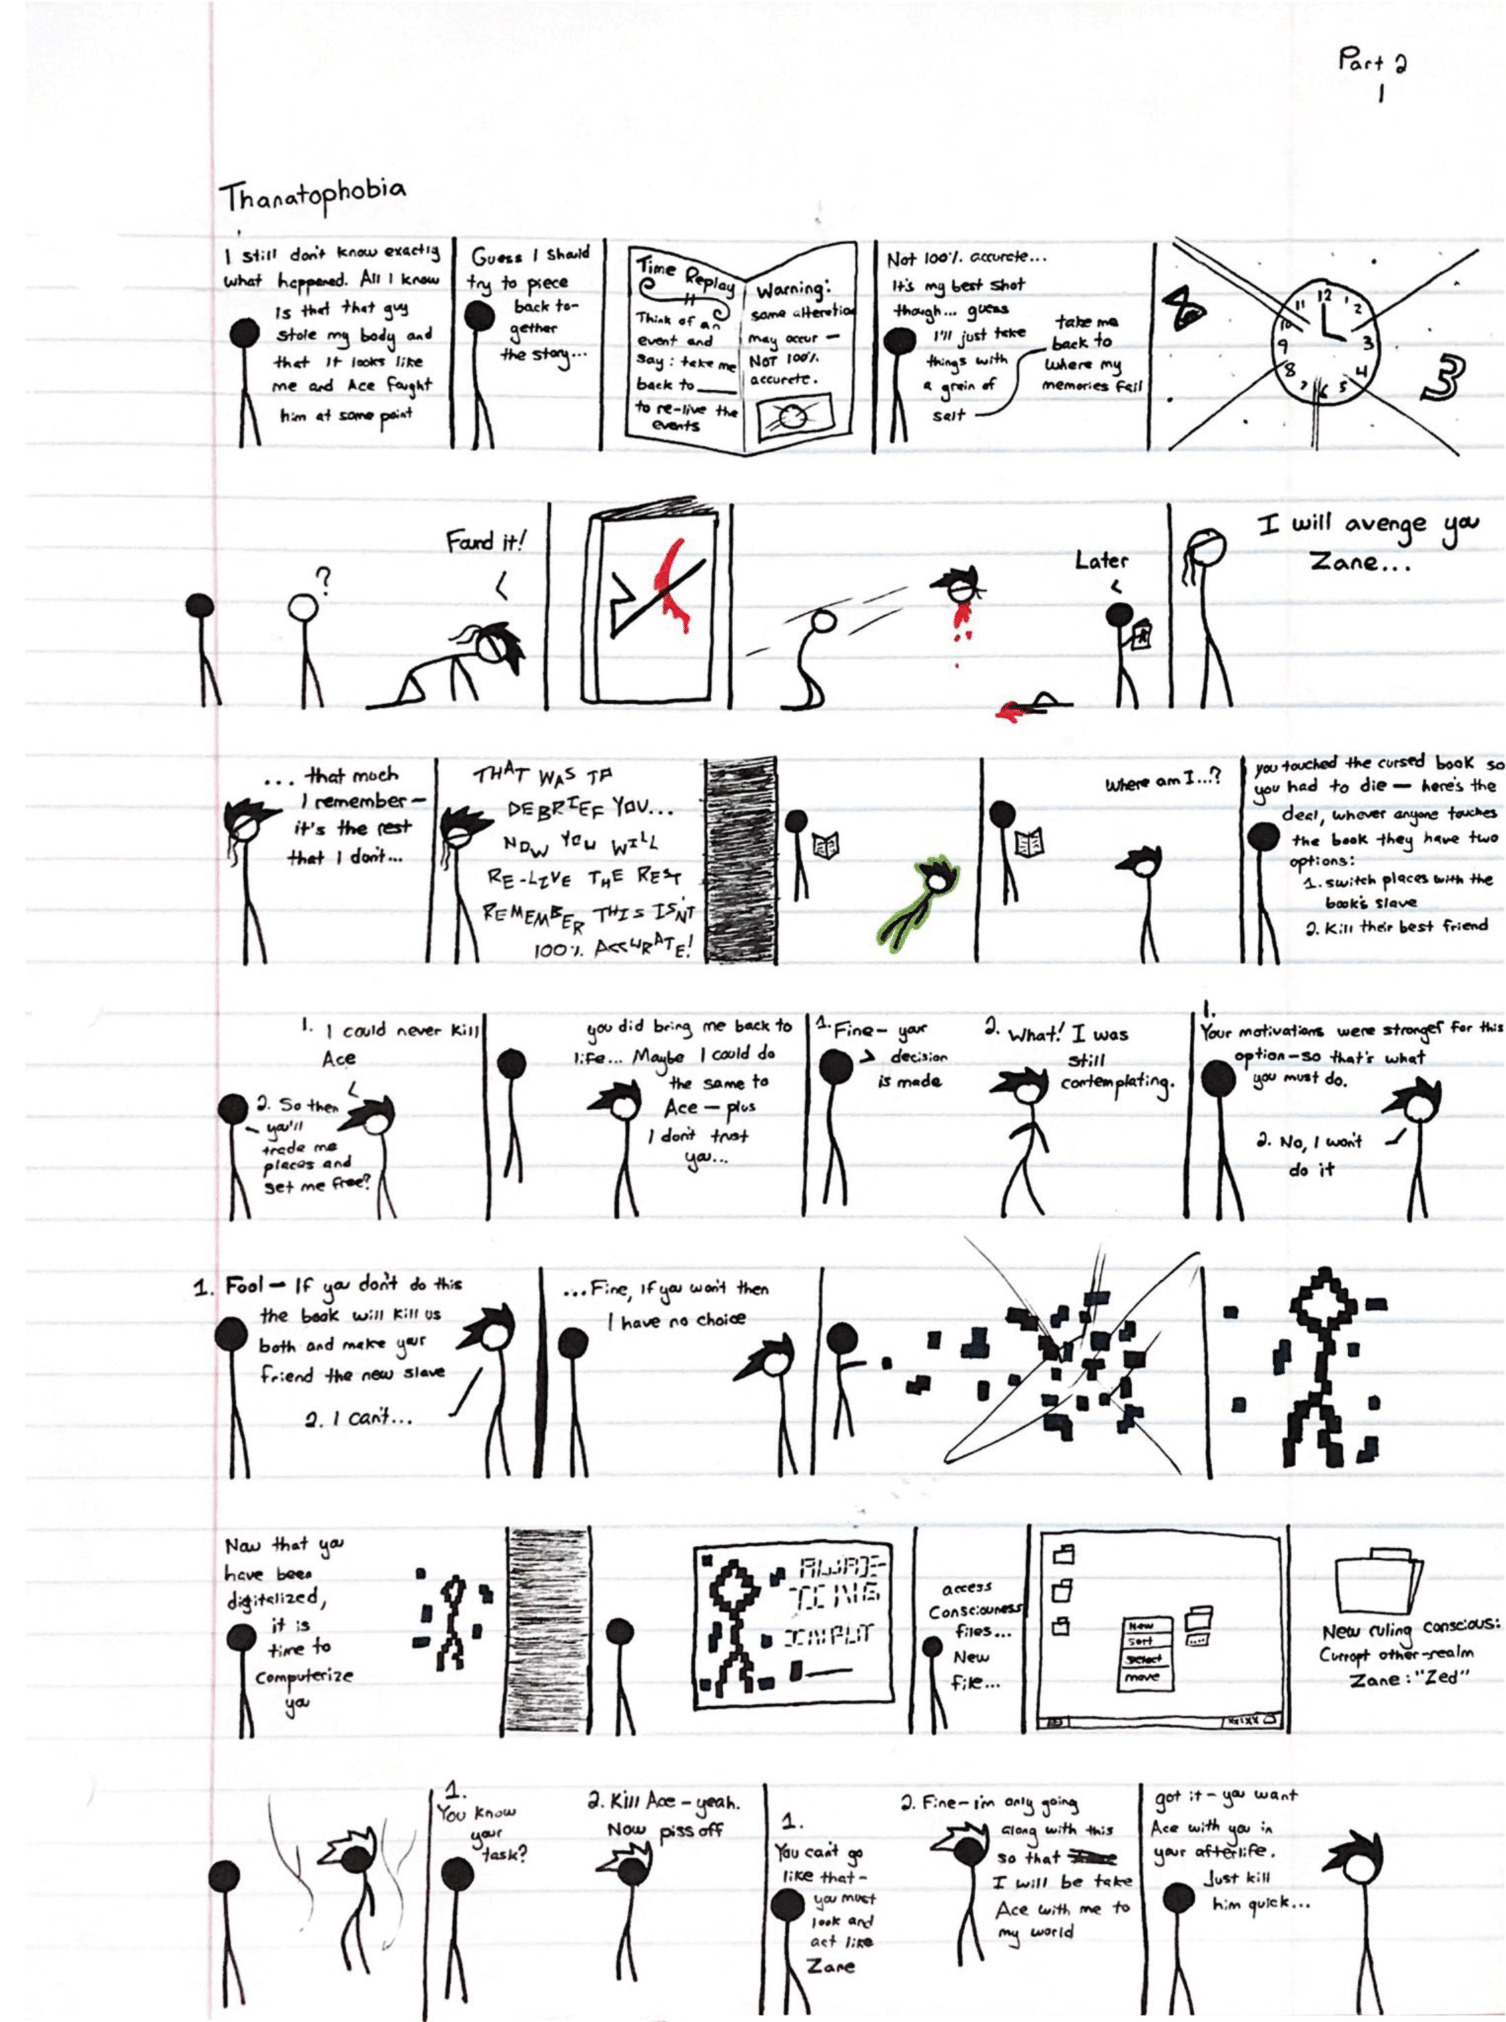 Part 2
1
Thanatophobia
I still don't know exactly
what happened. All I know
is that that guy
stole my body and
that it looks like
me and Ace fought
him at some point
Guess I should
try to piece
back to-
gether
the story...
Time Replay
Think of an
event and
say: take me
back to____
to re-live the
events
Warning:
some alteration
may occur —
NOT 100%
accurate.
Not 100% accurate...
It's my best shot
though... guess
I'll just take
things with
a grain of
salt
take me
back to
where my
memories fail
8
12
1
2
3
4
5
6
7
8
9
10
11
3
?
Found it!
Later
I will avenge you
Zane...
... that much
I remember —
it's the rest
that I don't...
THAT WAS TO
DEBRIEF YOU...
NOW YOU WILL
RE-LIVE THE REST
REMEMBER THIS ISN'T
100% ACCURATE!
Where am I...?
you touched the cursed book so
you had to die — here's the
deal, whever anyone touches
the book they have two
options:
1. switch places with the
book's slave
2. Kill their best friend
1. I could never kill
Ace
2. So then
you'll
trade me
places and
set me free?
you did bring me back to
life... Maybe I could do
the same to
Ace — plus
I don't trust
you...
1. Fine — your
decision
is made
2. What! I was
still
contemplating.
1.
Your motivations were stronger for this
option — so that's what
you must do.
2. No, I won't
do it
1. Fool — If you don't do this
the book will kill us
both and make your
friend the new slave
2. I can't...
...Fine, if you won't then
I have no choice
Now that you
have been
digitalized,
it is
time to
computerize
you
AWAI-
TING
INPUT
access
Consciouness
files...
New
file...
New
Sort
Select
move
New ruling conscious:
Currupt other-realm
Zane: "Zed"
1.
You know
your
task?
2. Kill Ace — yeah.
Now piss off
1.
You can't go
like that —
you must
look and
act like
Zane
2. Fine — I'm only going
along with this
so that
I will be take
Ace with me to
my world
got it — you want
Ace with you in
your afterlife.
Just kill
him quick...